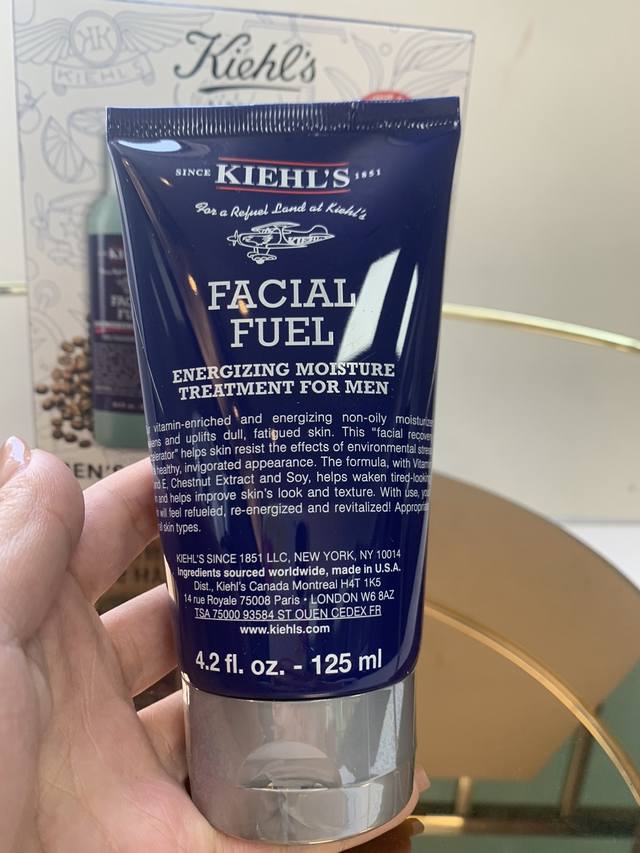 Kiehl's
KIEHL'S
SINCE KIEHL'S 1851
For a Refuel Land at Kiehl's
KIEHL'S
FACIAL
FUEL
ENERGIZING MOISTURE
TREATMENT FOR MEN
vitamin-enriched and energizing non-oily
and uplifts dull, fatigued skin. This "facial
helps skin resist the effects of environmental
healthy, invigorated appearance. The formula, with
E, Chestnut Extract and Soy, helps waken
and helps improve skin's look and texture. With use,
will feel refueled, re-energized and revitalized!
skin types.
KIEHL'S SINCE 1851 LLC, NEW YORK, NY 10014
Ingredients sourced worldwide, made in U.S.A.
Dist., Kiehl's Canada Montreal H4T 1K5
14 rue Royale 75008 Paris • LONDON W6 8AZ
TSA 75000 93584 ST OUEN CEDEX FR
www.kiehls.com
4.2 fl. oz. - 125 ml